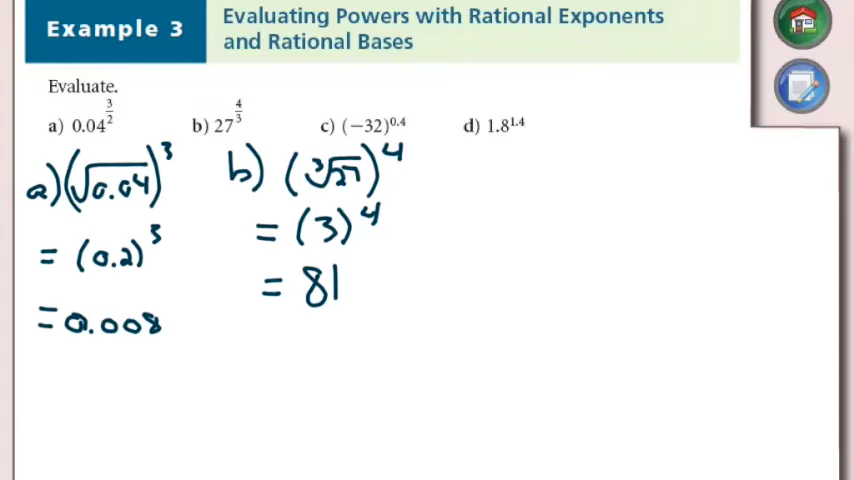 Example 3
Evaluating Powers with Rational Exponents
and Rational Bases
Evaluate.
a) 0.04^(3/2) b) 27^(4/3) c) (−32)^0.4 d) 1.8^1.4
a) (√0.04)^3
= (0.2)^3
= 0.008
b) (∛27)^4
= (3)^4
= 81